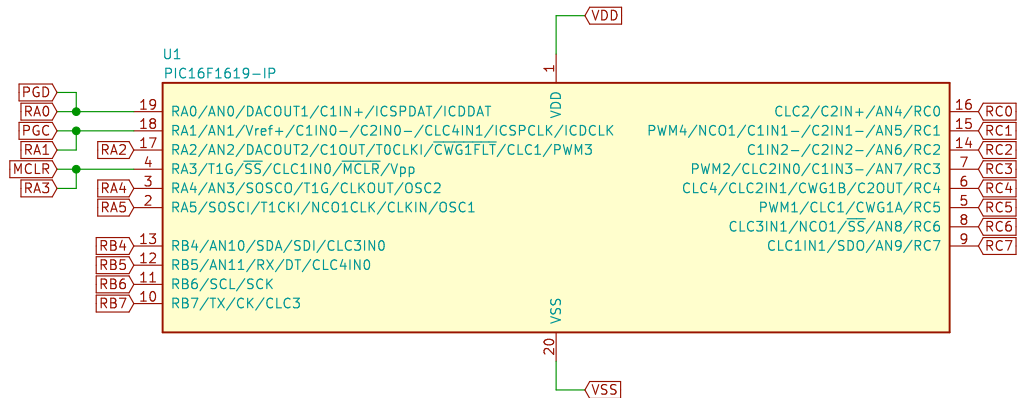 VDD
U1
PIC16F1619-IP
1
VDD
PGD
RA0 19 RA0/AN0/DACOUT1/C1IN+/ICSPDAT/ICDDAT CLC2/C2IN+/AN4/RC0 16 RC0
PGC 18 RA1/AN1/Vref+/C1IN0-/C2IN0-/CLC4IN1/ICSPCLK/ICDCLK PWM4/NCO1/C1IN1-/C2IN1-/AN5/RC1 15 RC1
RA1 RA2 17 RA2/AN2/DACOUT2/C1OUT/T0CLKI/CWG1FLT/CLC1/PWM3 C1IN2-/C2IN2-/AN6/RC2 14 RC2
MCLR 4 RA3/T1G/SS/CLC1IN0/MCLR/Vpp PWM2/CLC2IN0/C1IN3-/AN7/RC3 7 RC3
RA3 RA4 3 RA4/AN3/SOSCO/T1G/CLKOUT/OSC2 CLC4/CLC2IN1/CWG1B/C2OUT/RC4 6 RC4
RA5 2 RA5/SOSCI/T1CKI/NCO1CLK/CLKIN/OSC1 PWM1/CLC1/CWG1A/RC5 5 RC5
CLC3IN1/NCO1/SS/AN8/RC6 8 RC6
RB4 13 RB4/AN10/SDA/SDI/CLC3IN0 CLC1IN1/SDO/AN9/RC7 9 RC7
RB5 12 RB5/AN11/RX/DT/CLC4IN0
RB6 11 RB6/SCL/SCK
RB7 10 RB7/TX/CK/CLC3
VSS
20
VSS